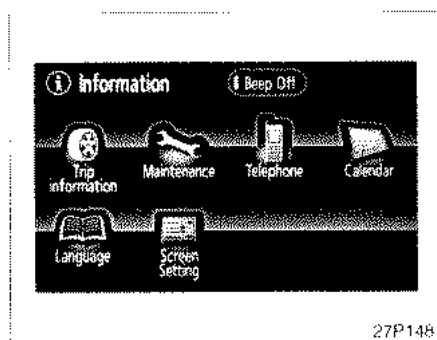 i Information
Beep Off
Trip
information
Maintenance
Telephone
Calendar
Language
Screen
Setting
27P148